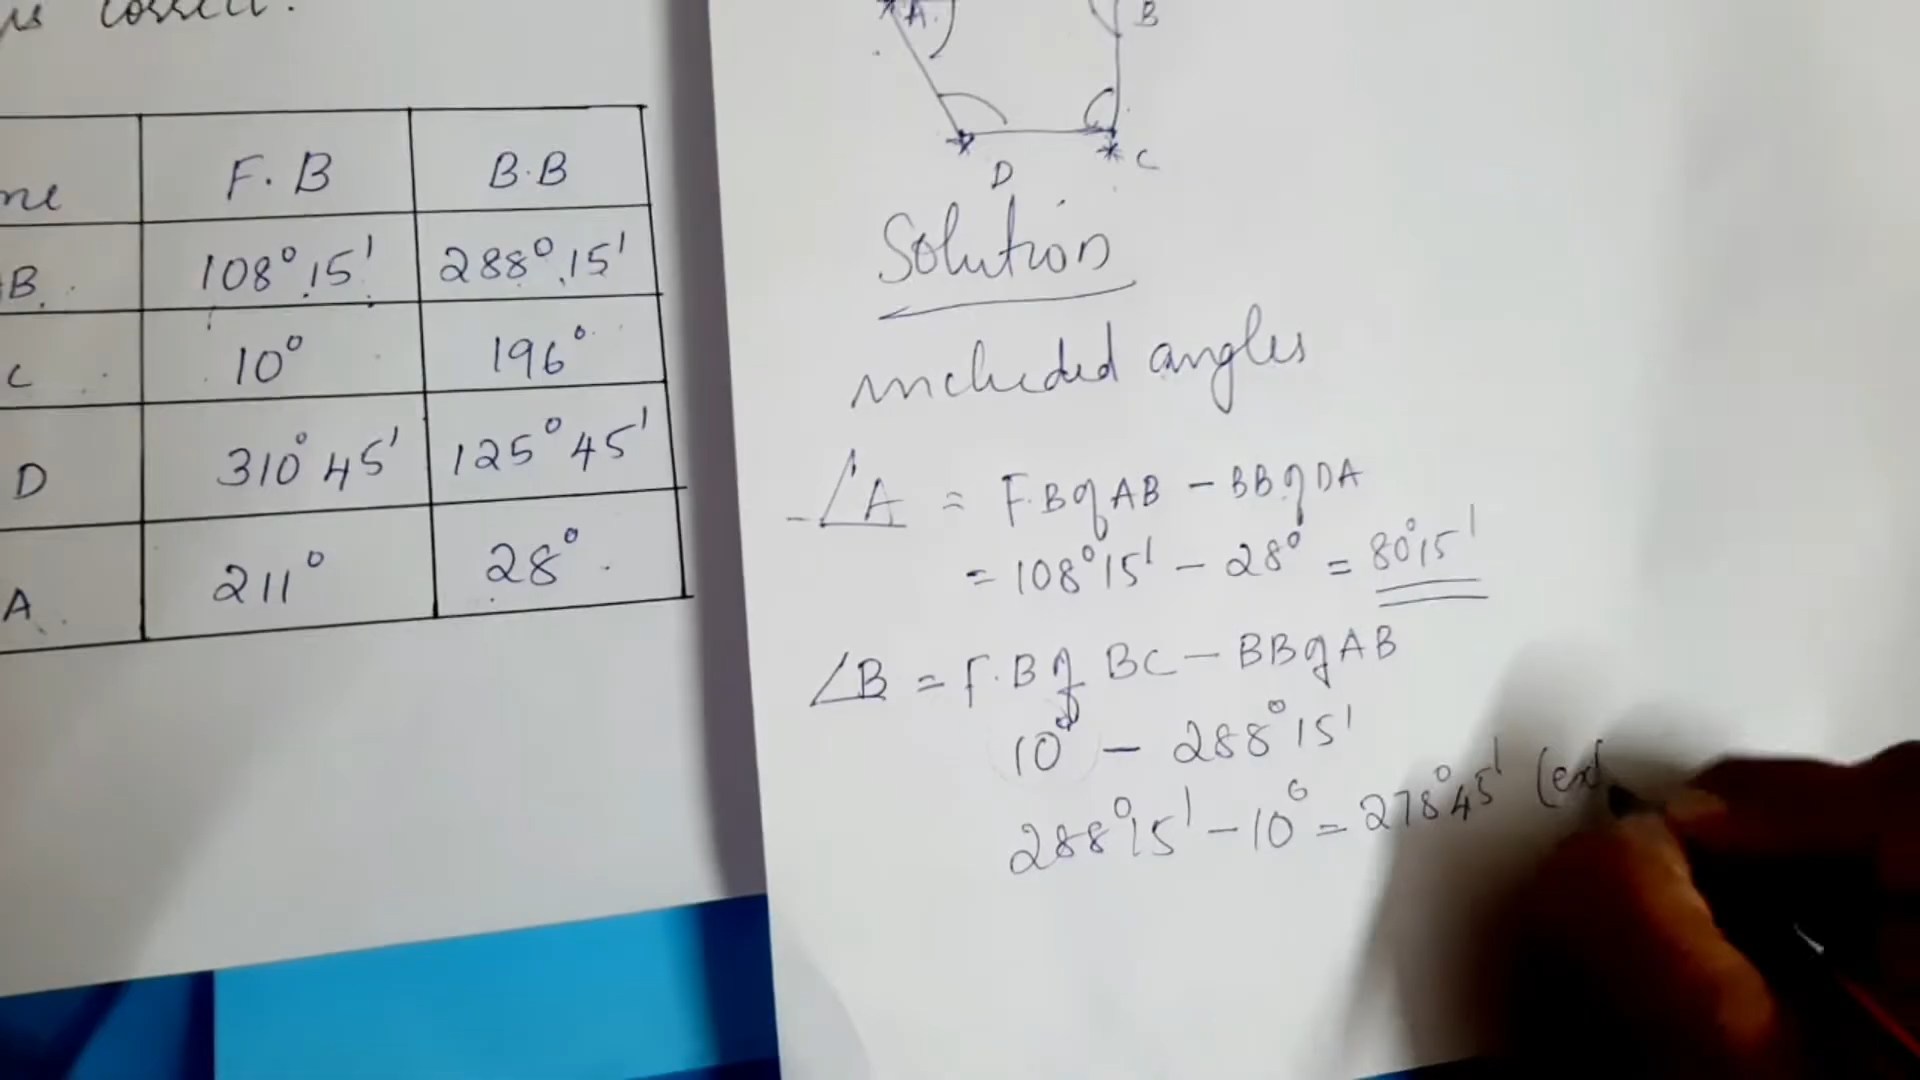 is correct.
F.B B.B
B. 108° 15' 288° 15'
C 10° 196°
D 310° 45' 125° 45'
A 211° 28°
A. B
D C
Solution
included angles
∠A = F.B of AB - BB of DA
= 108° 15' - 28° = 80° 15'
∠B = F.B of BC - BB of AB
10° - 288° 15'
288° 15' - 10° = 278° 45' (ext